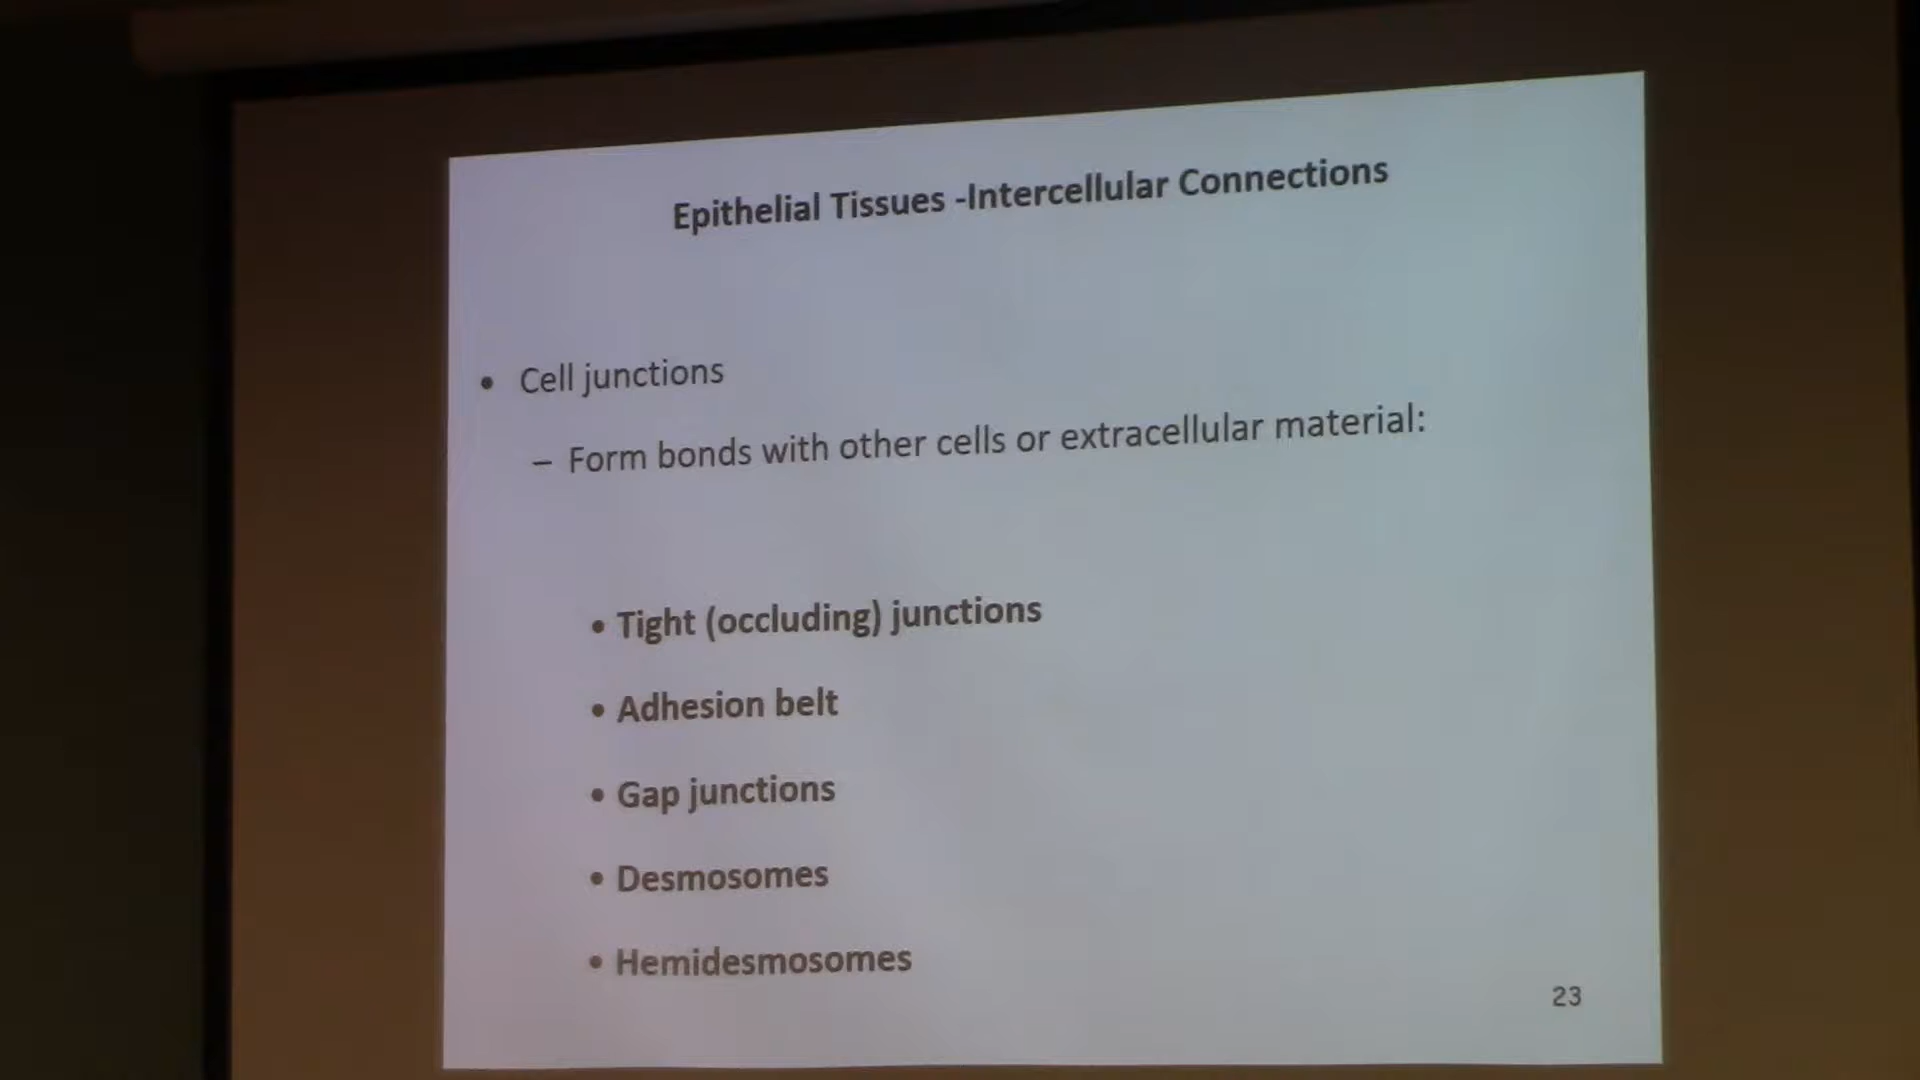 Epithelial Tissues -Intercellular Connections
• Cell junctions
– Form bonds with other cells or extracellular material:
• Tight (occluding) junctions
• Adhesion belt
• Gap junctions
• Desmosomes
• Hemidesmosomes
23